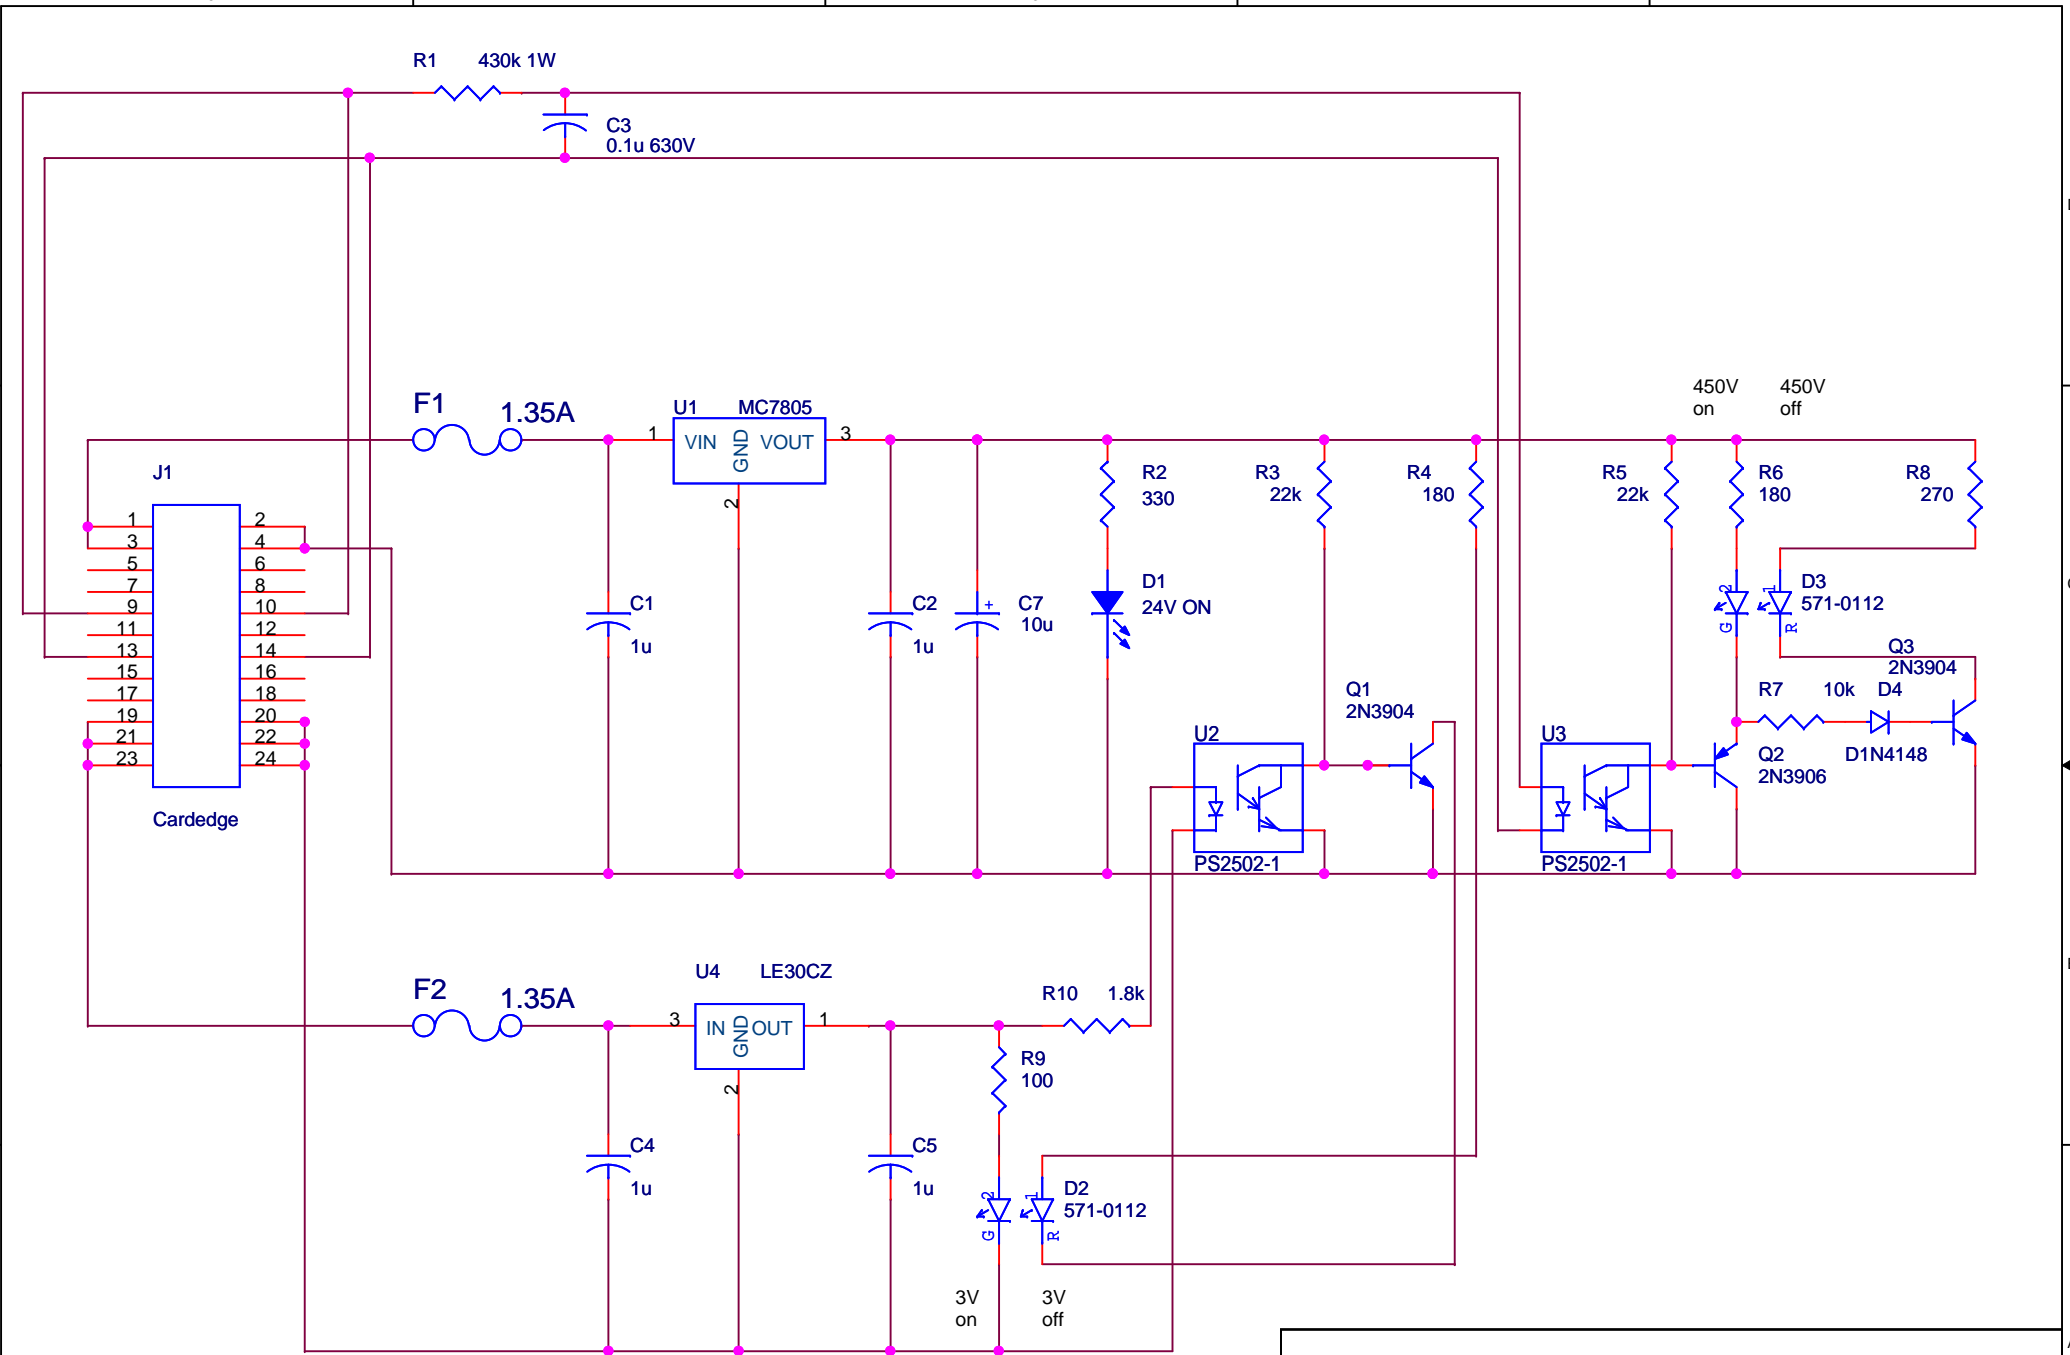 R1 430k 1W
C3
0.1u 630V
450V 450V
on off
F1 1.35A
U1 MC7805
1 VIN GND VOUT 3
2
J1
1 2
3 4
5 6
7 8
9 10
11 12
13 14
15 16
17 18
19 20
21 22
23 24
Cardedge
R2
330
R3
22k
R4
180
R5
22k
R6
180
R8
270
C1
1u
C2
1u
+
C7
10u
D1
24V ON
2 1
G R
D3
571-0112
Q3
2N3904
R7 10k D4
D1N4148
Q1
2N3904
U2
PS2502-1
U3
PS2502-1
Q2
2N3906
F2 1.35A
U4 LE30CZ
3 IN GND OUT 1
2
R10 1.8k
R9
100
C4
1u
C5
1u
2 1
G R
D2
571-0112
3V 3V
on off